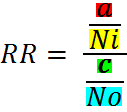 RR = a/Ni / c/No